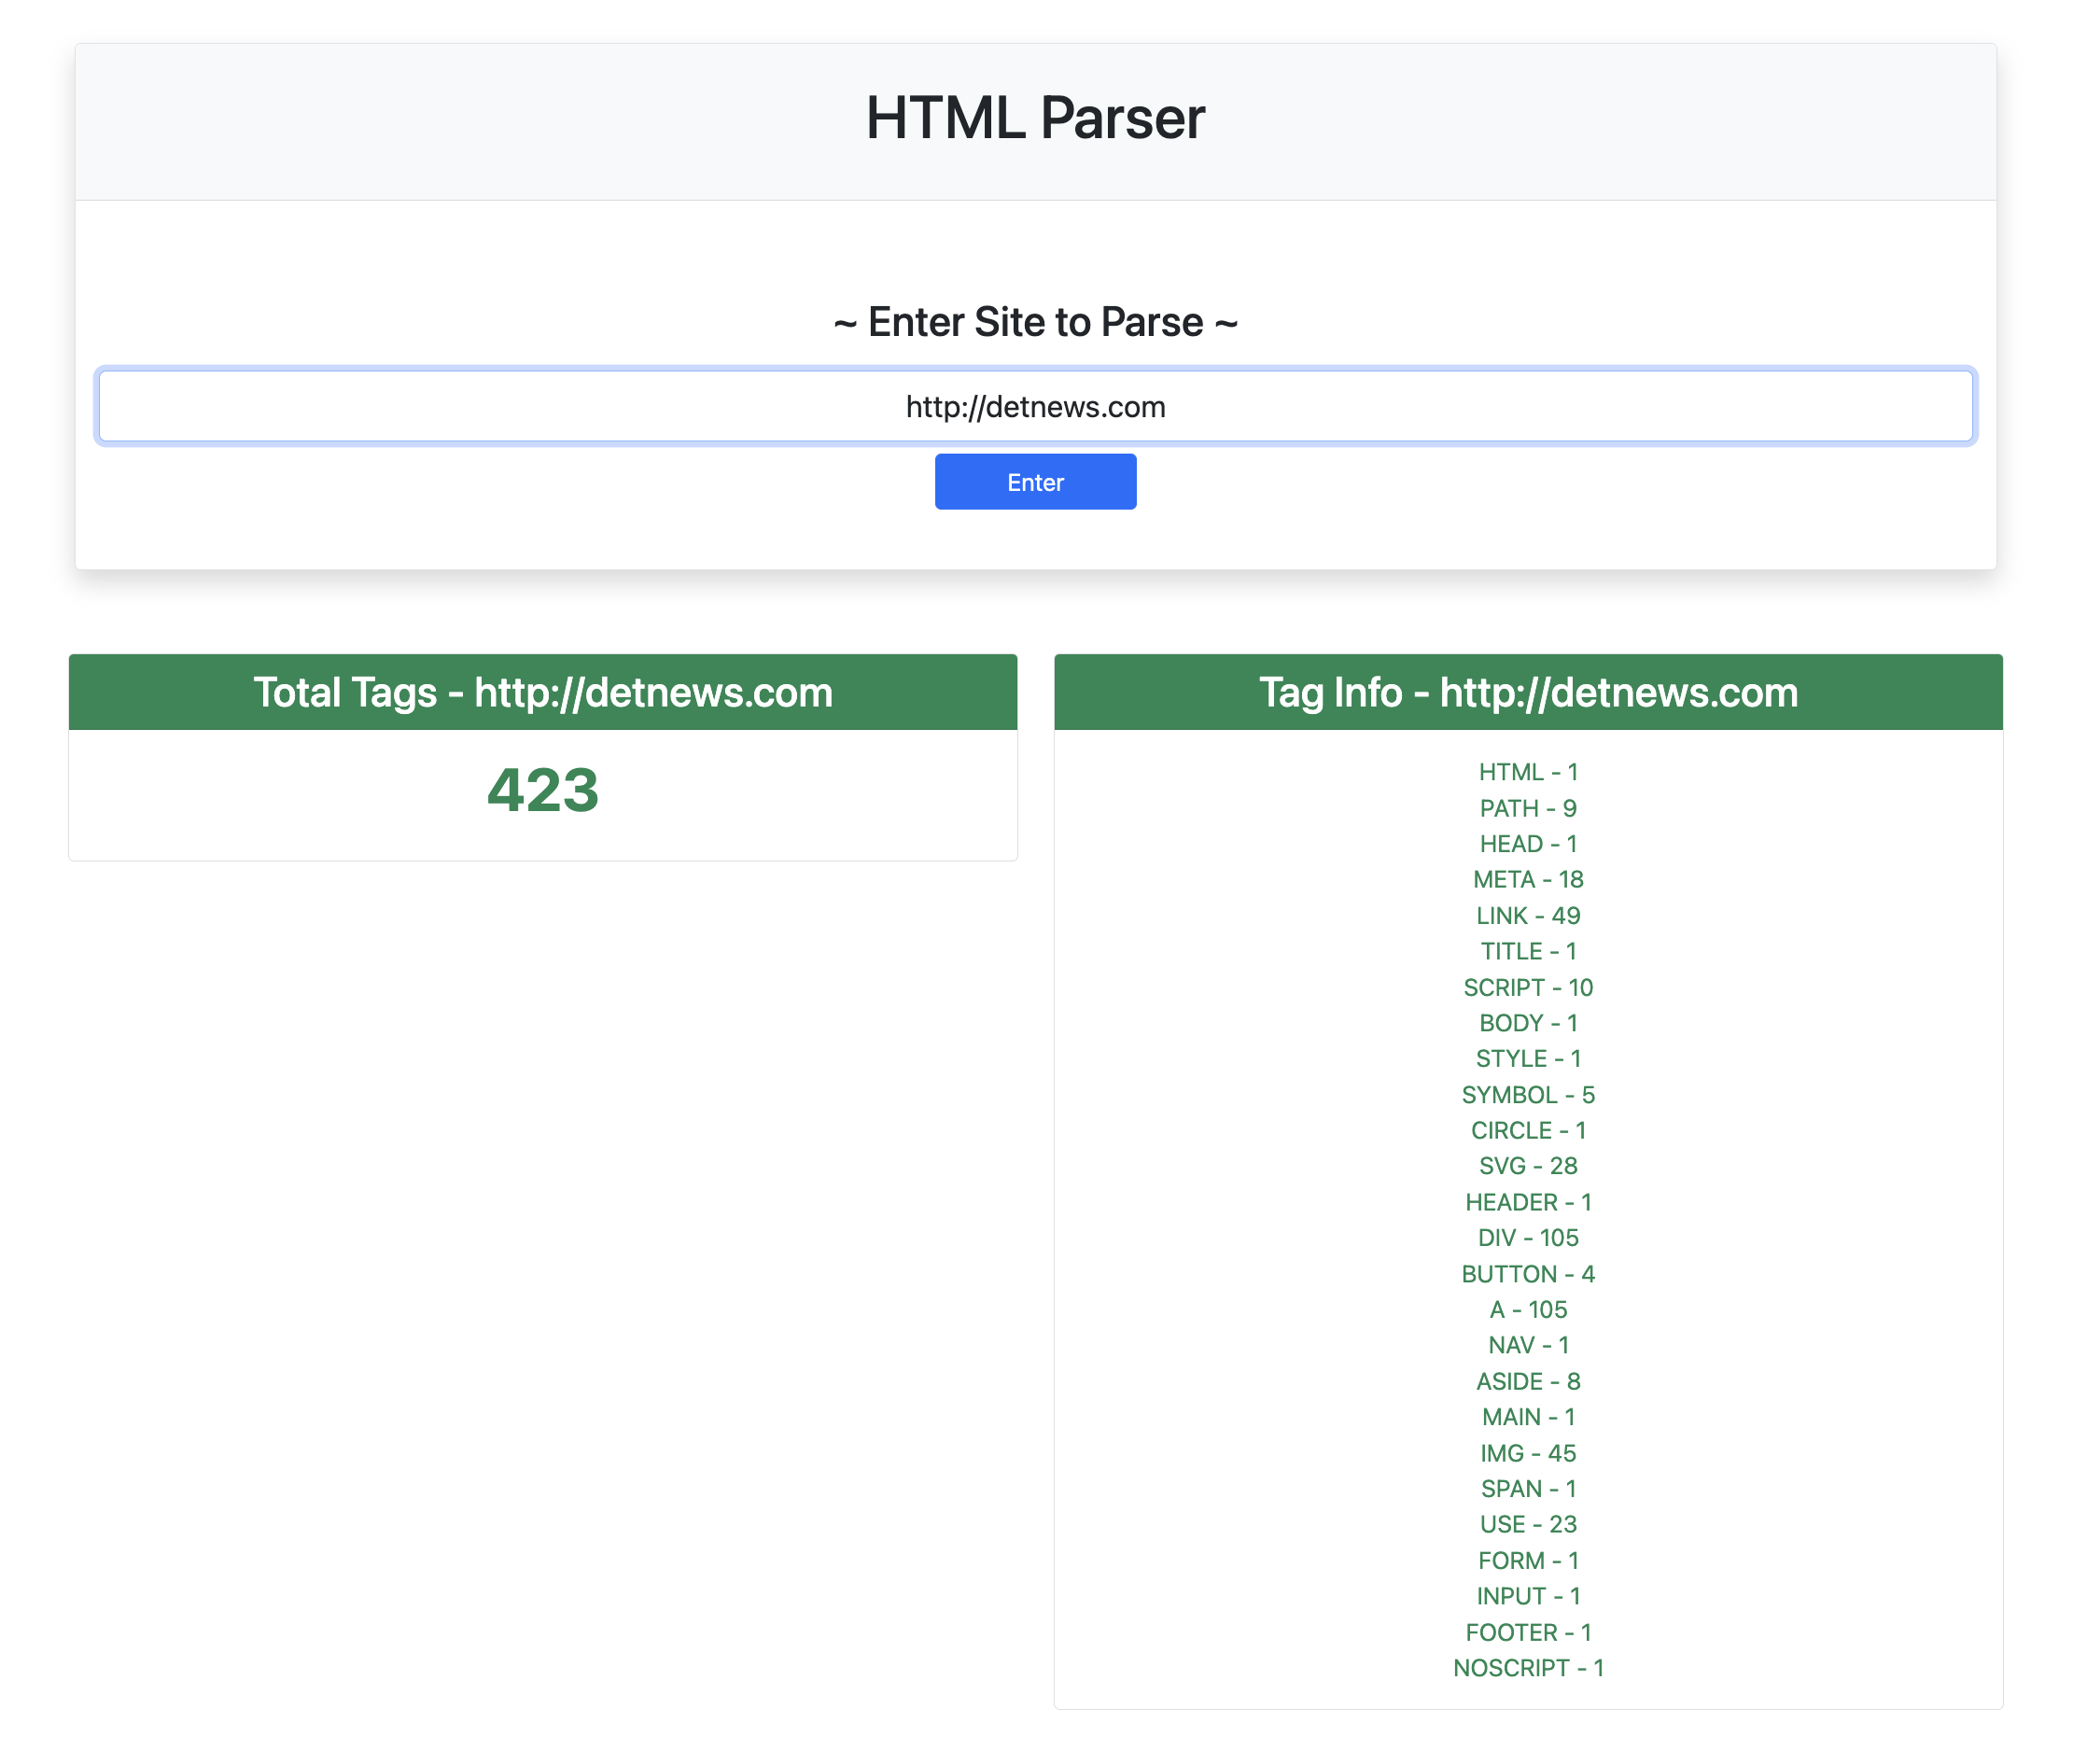 HTML Parser
~ Enter Site to Parse ~
http://detnews.com
Enter
Total Tags - http://detnews.com
423
Tag Info - http://detnews.com
HTML - 1
PATH - 9
HEAD - 1
META - 18
LINK - 49
TITLE - 1
SCRIPT - 10
BODY - 1
STYLE - 1
SYMBOL - 5
CIRCLE - 1
SVG - 28
HEADER - 1
DIV - 105
BUTTON - 4
A - 105
NAV - 1
ASIDE - 8
MAIN - 1
IMG - 45
SPAN - 1
USE - 23
FORM - 1
INPUT - 1
FOOTER - 1
NOSCRIPT - 1